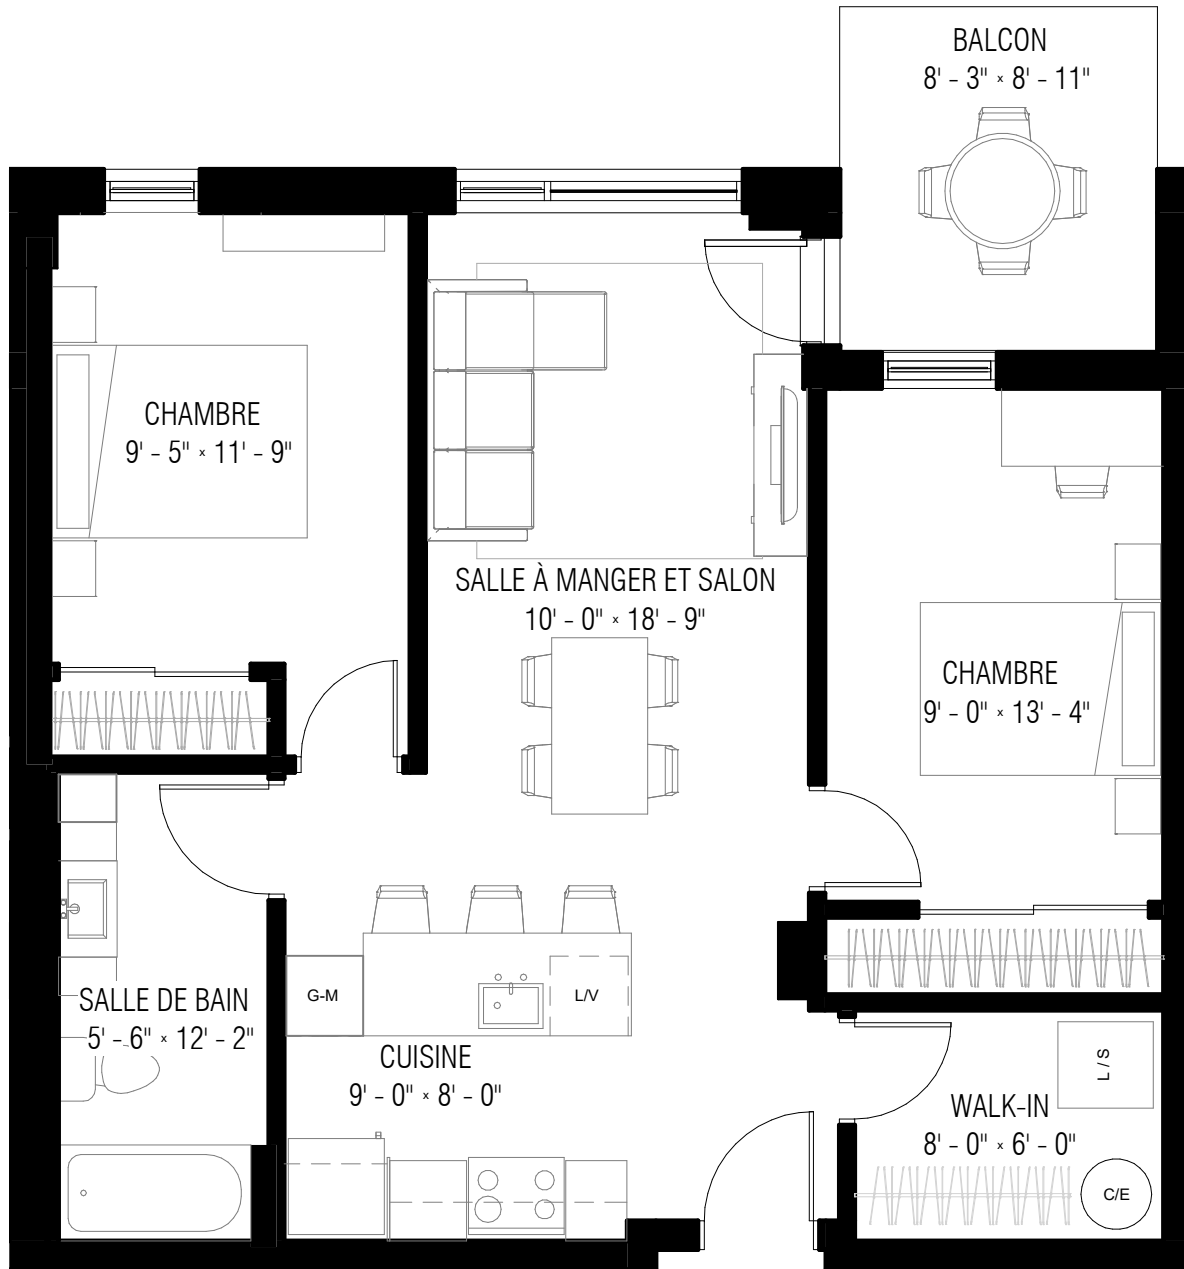 BALCON
8' - 3" x 8' - 11"
CHAMBRE
9' - 5" x 11' - 9"
SALLE À MANGER ET SALON
10' - 0" x 18' - 9"
CHAMBRE
9' - 0" x 13' - 4"
G-M
L/V
SALLE DE BAIN
5' - 6" x 12' - 2"
CUISINE
9' - 0" x 8' - 0"
L / S
WALK-IN
8' - 0" x 6' - 0"
C/E